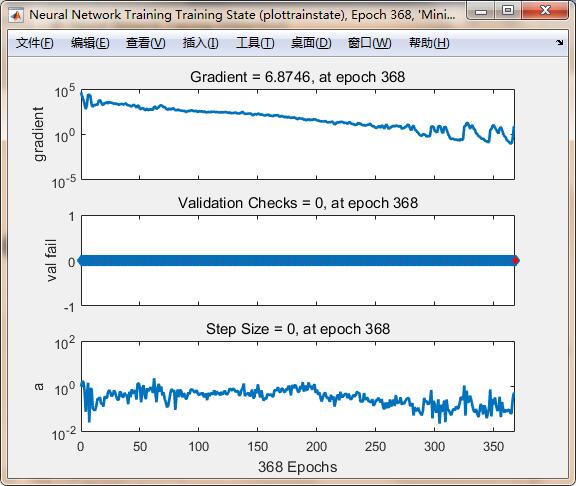 Neural Network Training Training State (plottrainstate), Epoch 368, 'Mini...
文件(F) 编辑(E) 查看(V) 插入(I) 工具(T) 桌面(D) 窗口(W) 帮助(H)
Gradient = 6.8746, at epoch 368
gradient
10^5
10^0
10^-5
Validation Checks = 0, at epoch 368
val fail
1
0
-1
Step Size = 0, at epoch 368
a
10^2
10^0
10^-2
0 50 100 150 200 250 300 350
368 Epochs